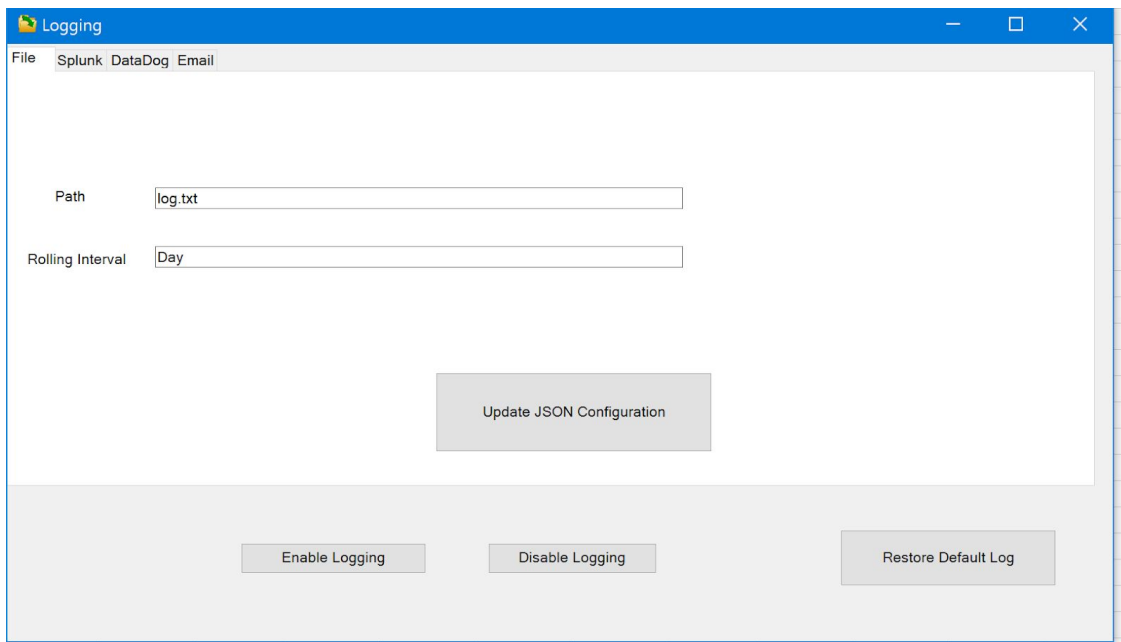 Logging
File Splunk DataDog Email
Path log.txt
Rolling Interval Day
Update JSON Configuration
Enable Logging Disable Logging Restore Default Log